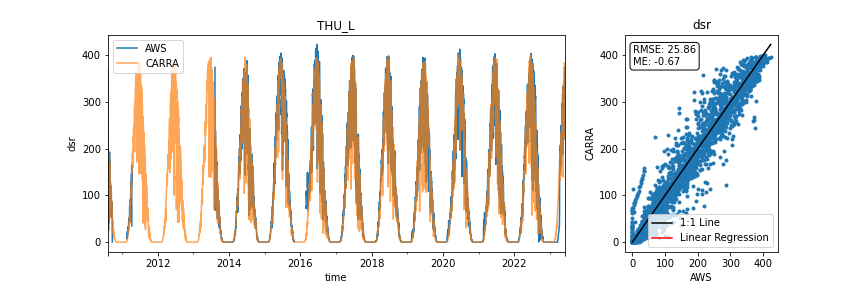 THU_L
AWS
CARRA
dsr
400
300
200
100
0
2012
2014
2016
2018
2020
2022
time
dsr
RMSE: 25.86
ME: -0.67
CARRA
400
300
200
100
0
1:1 Line
Linear Regression
0
100
200
300
400
AWS